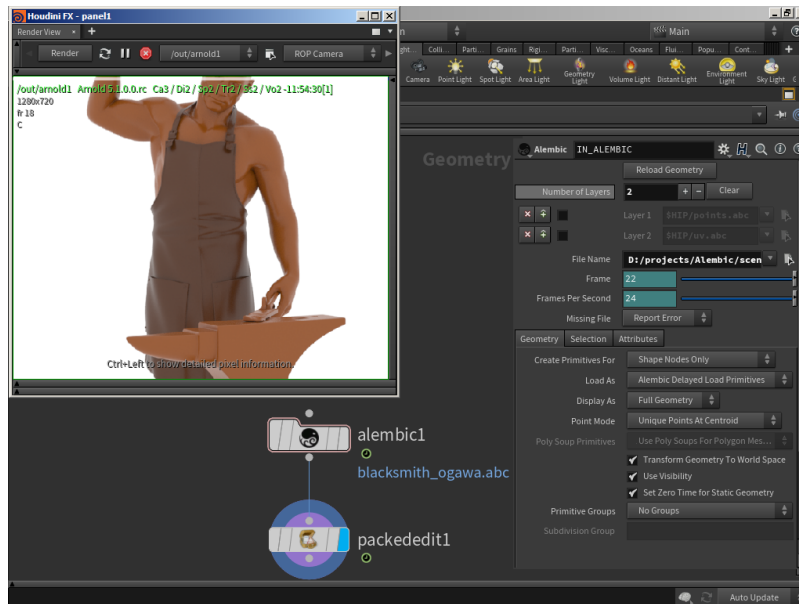 Houdini FX - panel1
Render View
Render
/out/arnold1
ROP Camera
/out/arnold1 Arnold 5.1.0.0.rc Ca3 / Di2 / Sp2 / Tr2 / Ss2 / Vo2 -11:54:30[1]
1280x720
fr 18
C
Ctrl+Left to show detailed pixel information.
Main
Colli...
Parti...
Grains
Rigi...
Parti...
Visc...
Oceans
Flui...
Popu...
Cont...
Camera
Point Light
Spot Light
Area Light
Geometry Light
Volume Light
Distant Light
Environment Light
Sky Light
Geometry
Alembic IN_ALEMBIC
Reload Geometry
Number of Layers 2 Clear
Layer 1 $HIP/points.abc
Layer 2 $HIP/uv.abc
File Name D:/projects/Alembic/scen
Frame 22
Frames Per Second 24
Missing File Report Error
Geometry Selection Attributes
Create Primitives For Shape Nodes Only
Load As Alembic Delayed Load Primitives
Display As Full Geometry
Point Mode Unique Points At Centroid
Poly Soup Primitives Use Poly Soups For Polygon Mes...
Transform Geometry To World Space
Use Visibility
Set Zero Time for Static Geometry
Primitive Groups No Groups
Subdivision Group
alembic1
blacksmith_ogawa.abc
packededit1
Auto Update